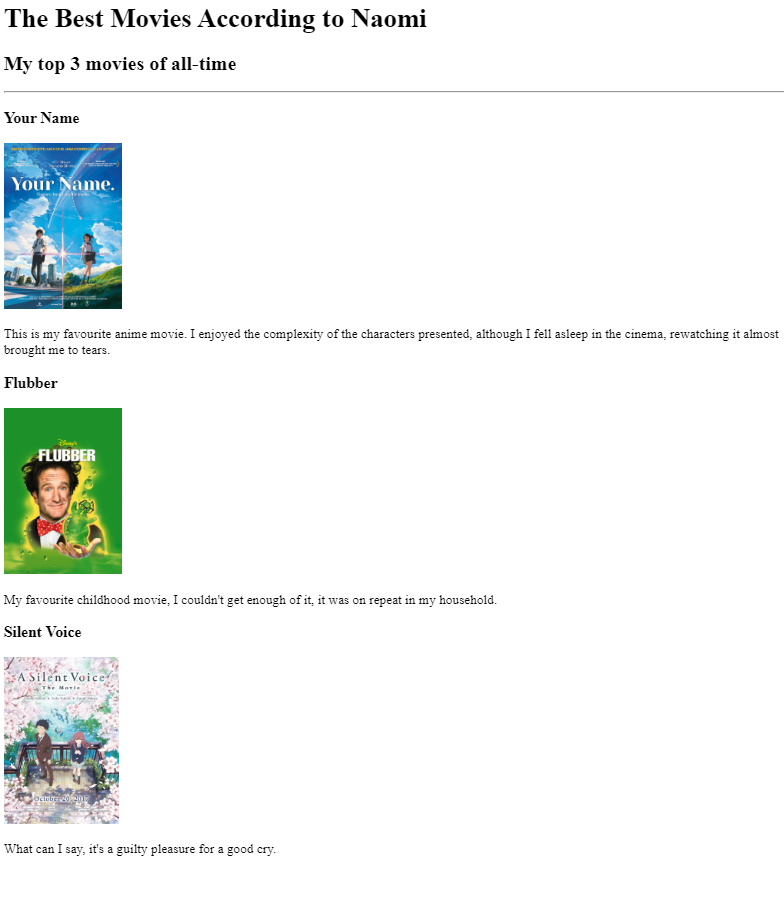 The Best Movies According to Naomi
My top 3 movies of all-time
Your Name
Your Name.
This is my favourite anime movie. I enjoyed the complexity of the characters presented, although I fell asleep in the cinema, rewatching it almost
brought me to tears.
Flubber
Disney's
FLUBBER
My favourite childhood movie, I couldn't get enough of it, it was on repeat in my household.
Silent Voice
A Silent Voice
The Movie
What can I say, it's a guilty pleasure for a good cry.